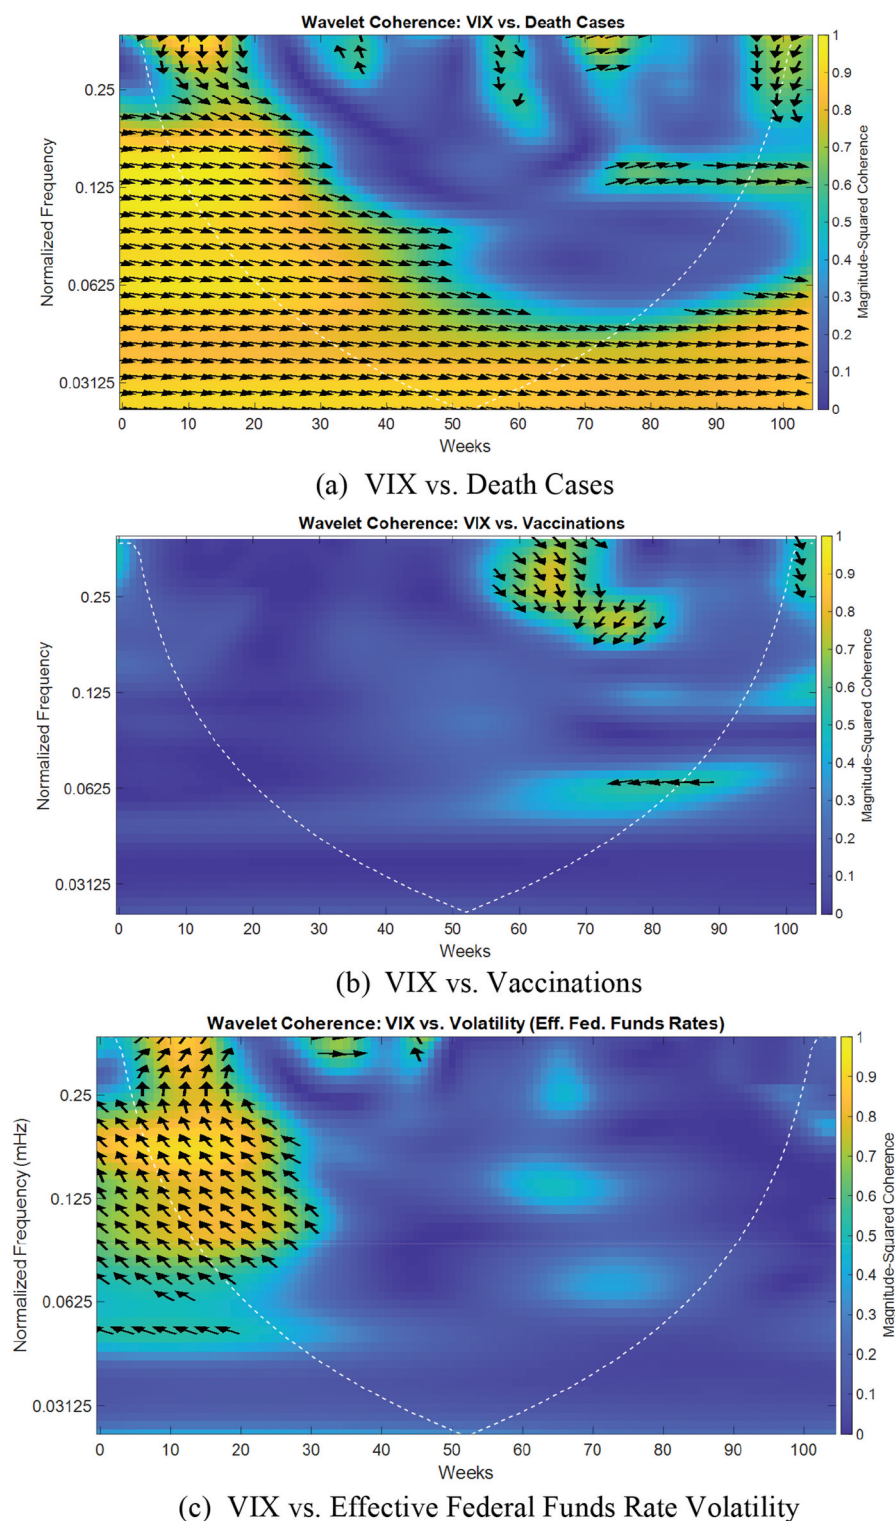 Wavelet Coherence: VIX vs. Death Cases
Normalized Frequency
0.25
0.125
0.0625
0.03125
0 10 20 30 40 50 60 70 80 90 100
Weeks
1
0.9
0.8
0.7
0.6
0.5
0.4
0.3
0.2
0.1
0
Magnitude-Squared Coherence
(a) VIX vs. Death Cases
Wavelet Coherence: VIX vs. Vaccinations
Normalized Frequency
0.25
0.125
0.0625
0.03125
0 10 20 30 40 50 60 70 80 90 100
Weeks
1
0.9
0.8
0.7
0.6
0.5
0.4
0.3
0.2
0.1
0
Magnitude-Squared Coherence
(b) VIX vs. Vaccinations
Wavelet Coherence: VIX vs. Volatility (Eff. Fed. Funds Rates)
Normalized Frequency (mHz)
0.25
0.125
0.0625
0.03125
0 10 20 30 40 50 60 70 80 90 100
Weeks
1
0.9
0.8
0.7
0.6
0.5
0.4
0.3
0.2
0.1
0
Magnitude-Squared Coherence
(c) VIX vs. Effective Federal Funds Rate Volatility